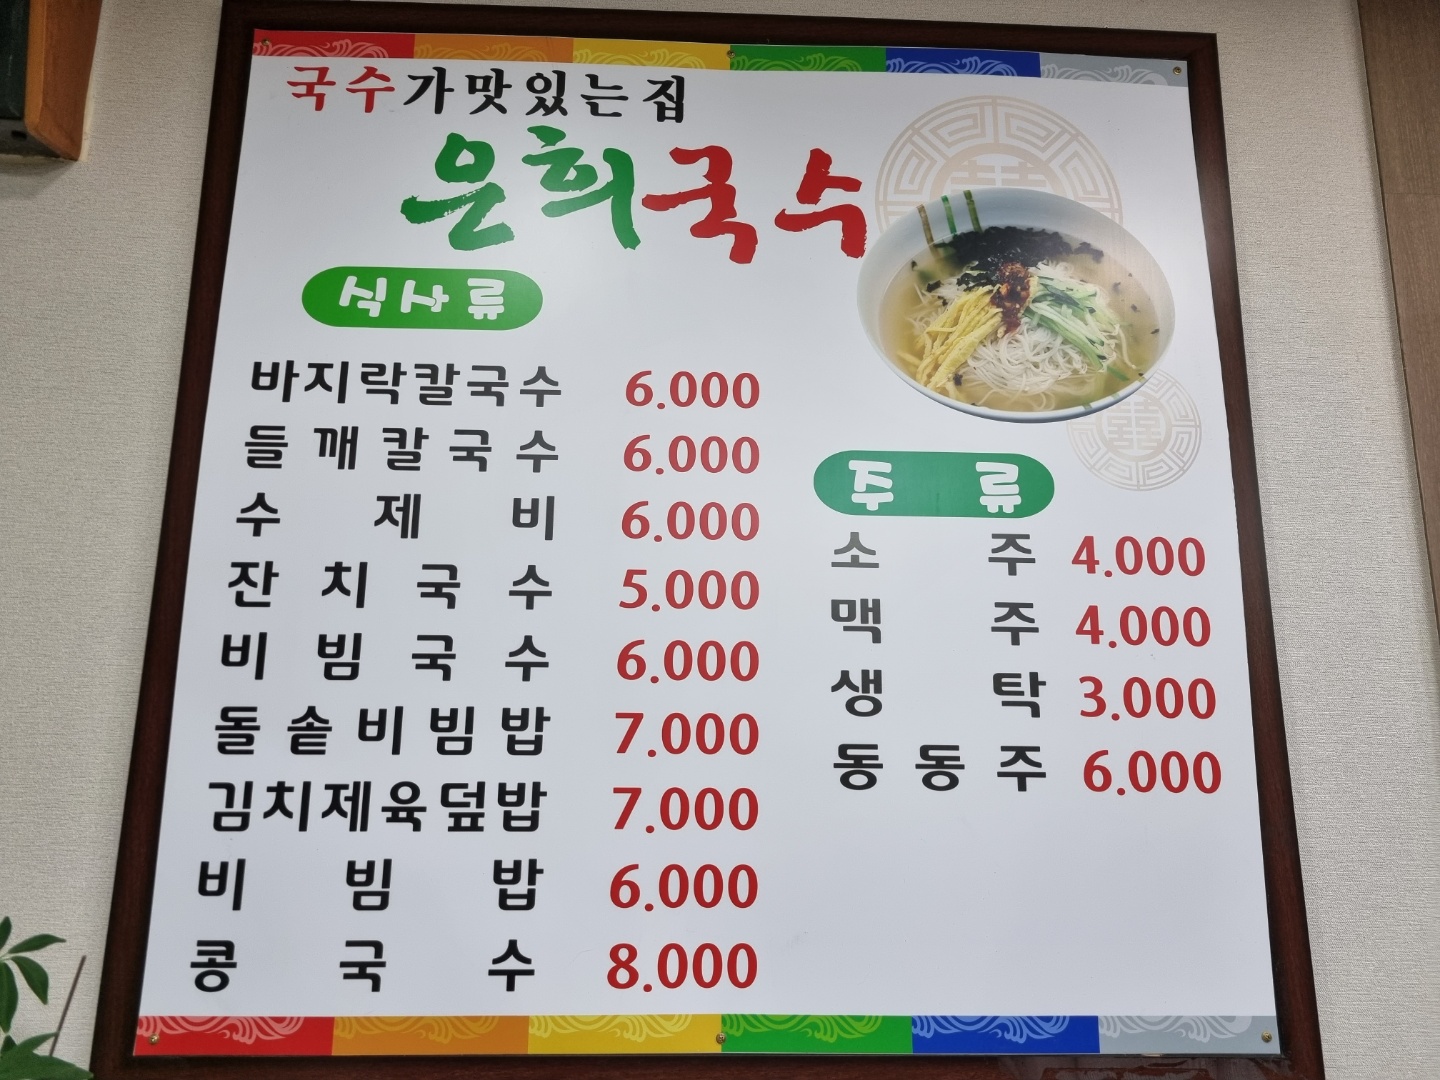 국수가맛있는집
은희국수
식사류
바지락칼국수 6.000
들깨칼국수 6.000
수제비 6.000
잔치국수 5.000
비빔국수 6.000
돌솥비빔밥 7.000
김치제육덮밥 7.000
비빔밥 6.000
콩국수 8.000
주류
소주 4.000
맥주 4.000
생탁 3.000
동동주 6.000